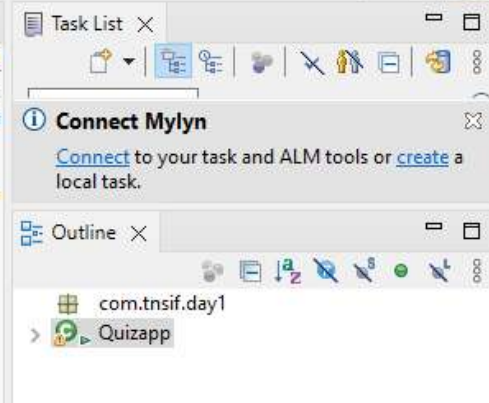 Task List
Connect Mylyn
Connect to your task and ALM tools or create a
local task.
Outline
com.tnsif.day1
Quizapp